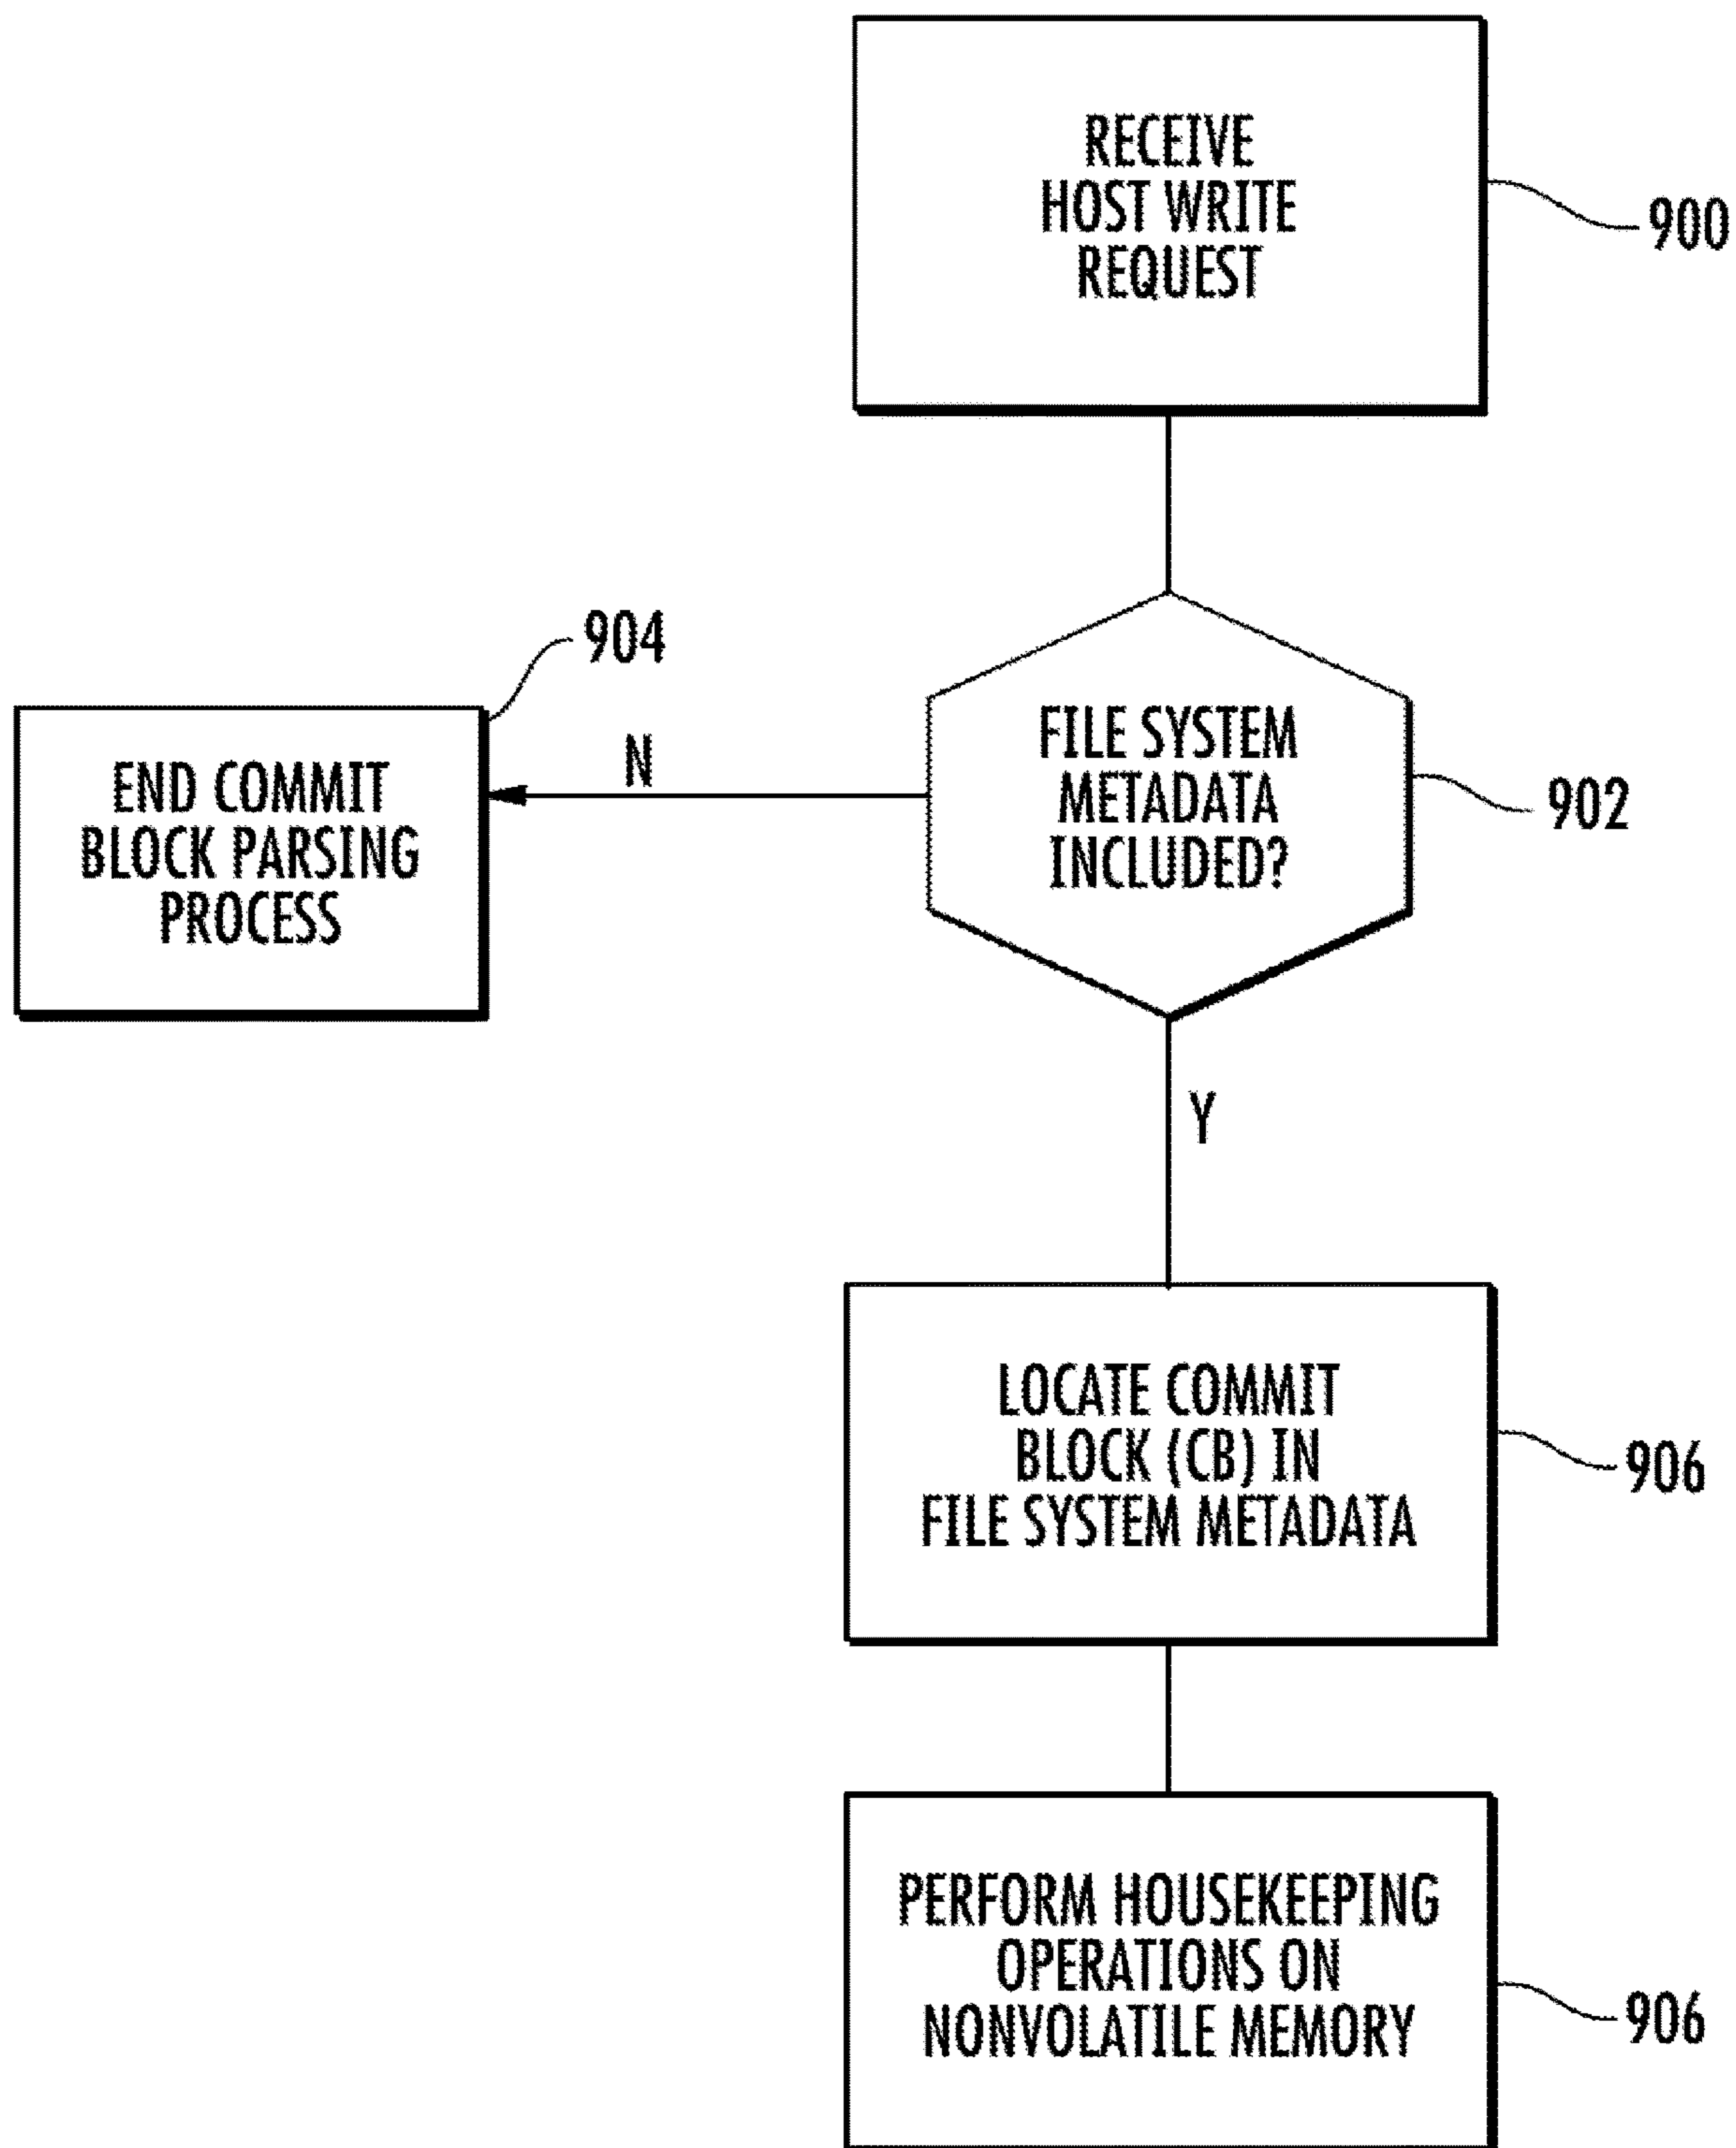 RECEIVE
HOST WRITE
REQUEST
900
904
FILE SYSTEM
METADATA
INCLUDED?
902
N
END COMMIT
BLOCK PARSING
PROCESS
Y
LOCATE COMMIT
BLOCK (CB) IN
FILE SYSTEM METADATA
906
PERFORM HOUSEKEEPING
OPERATIONS ON
NONVOLATILE MEMORY
906